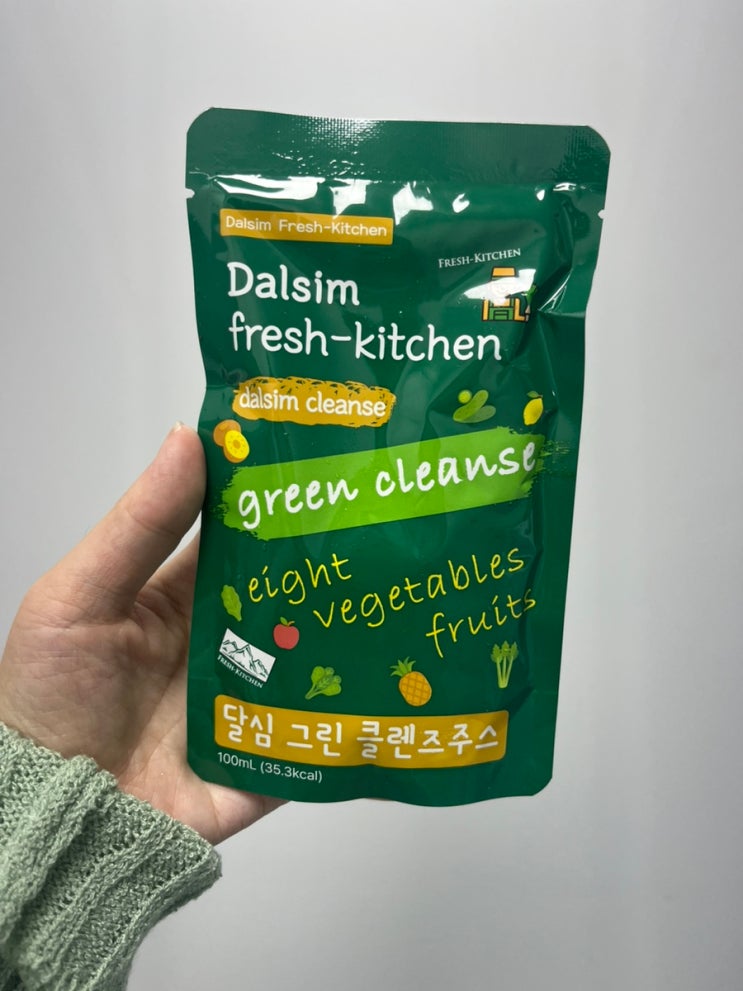 Dalsim Fresh-Kitchen
FRESH-KITCHEN
Dalsim
fresh-kitchen
dalsim cleanse
green cleanse
eight
vegetables
fruits
FRESH-KITCHEN
달심 그린 클렌즈주스
100mL (35.3kcal)